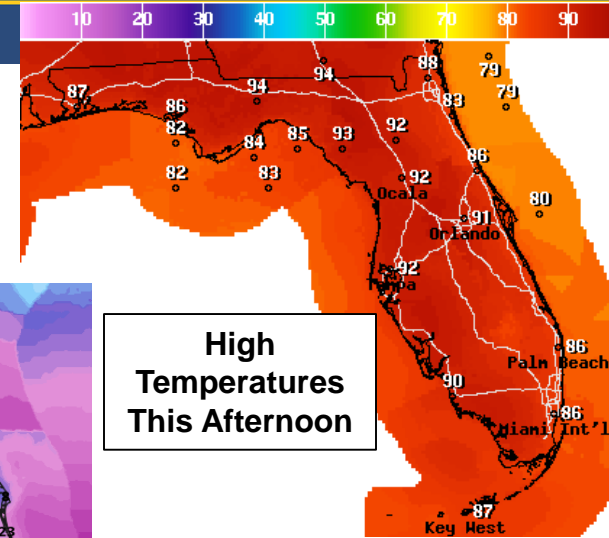 10 20 30 40 50 60 70 80 90
79
94
88
94
87
79
83
86
82
92
93
85
84
86
82
83
92
Ocala
80
91
Orlando
92
Tampa
86
Palm Beach
High
Temperatures
This Afternoon
90
86
Miami Int'l
87
Key West
23